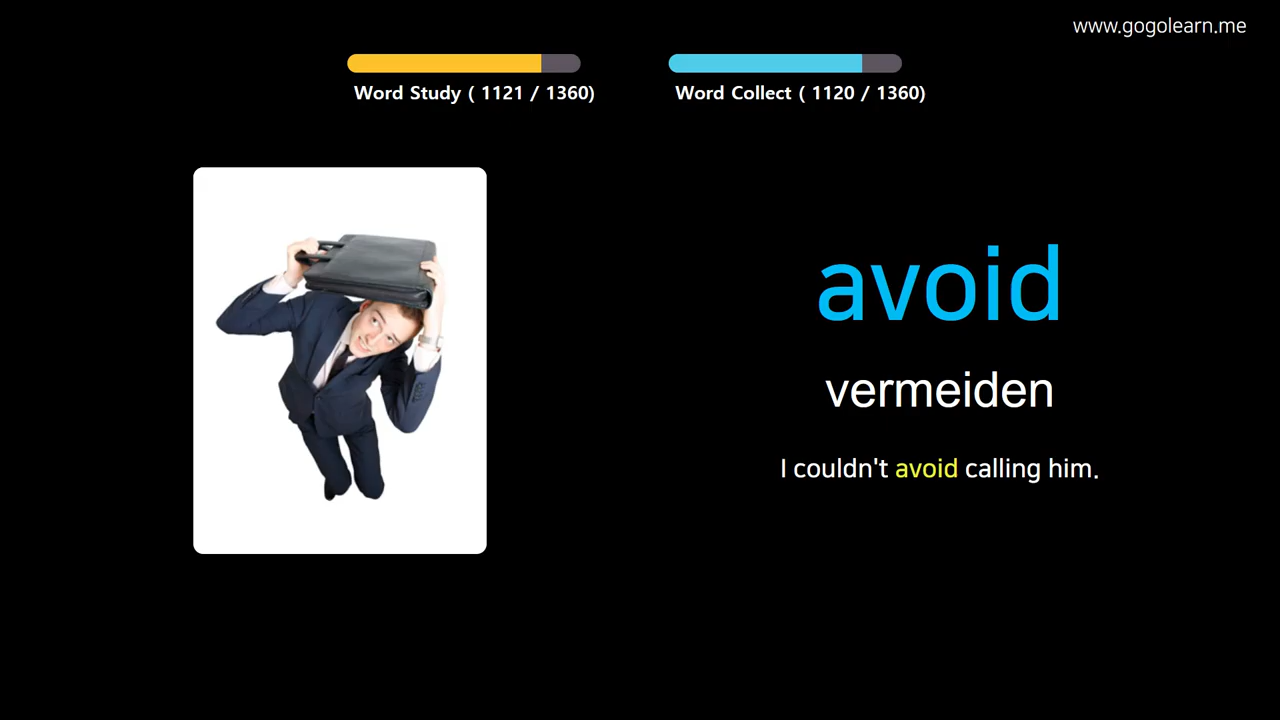 www.gogolearn.me
Word Study ( 1121 / 1360)
Word Collect ( 1120 / 1360)
avoid
vermeiden
I couldn't avoid calling him.